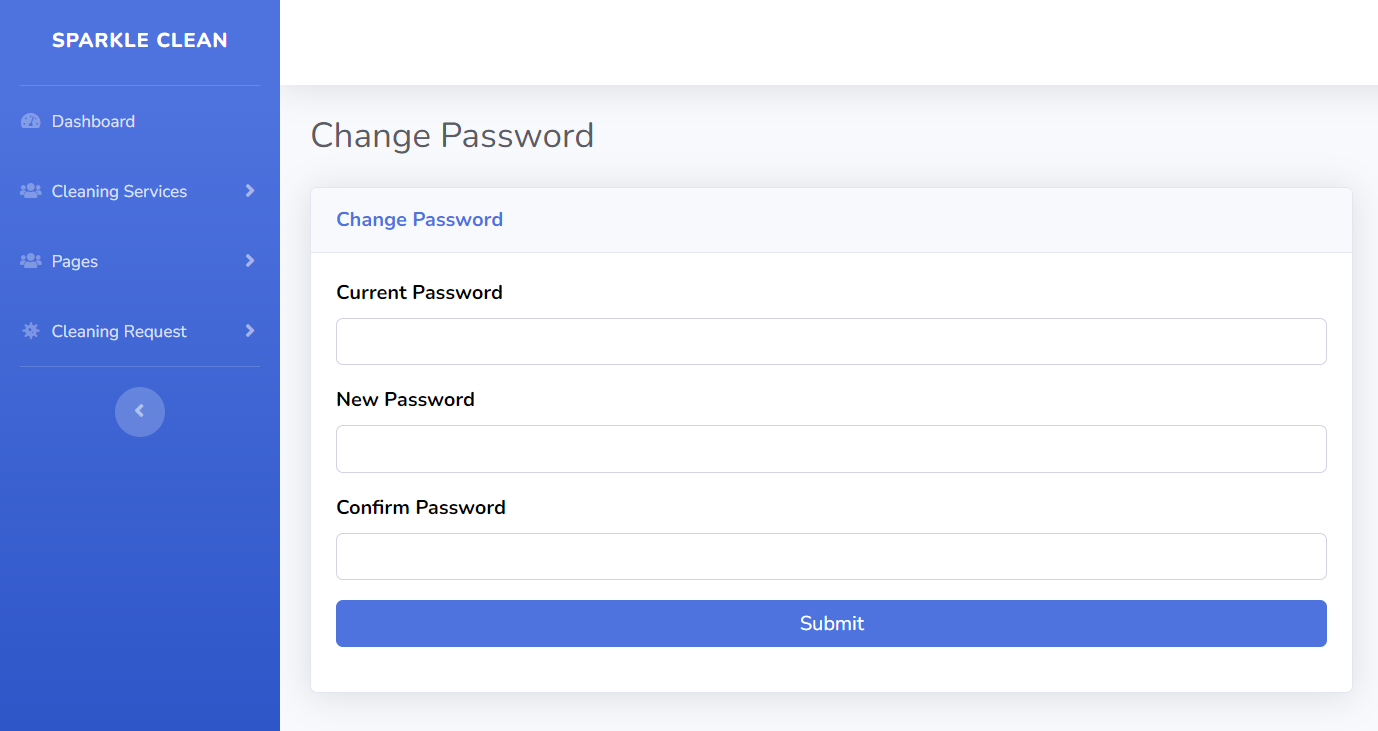 SPARKLE CLEAN
Dashboard
Cleaning Services
Pages
Cleaning Request
Change Password
Change Password
Current Password
New Password
Confirm Password
Submit